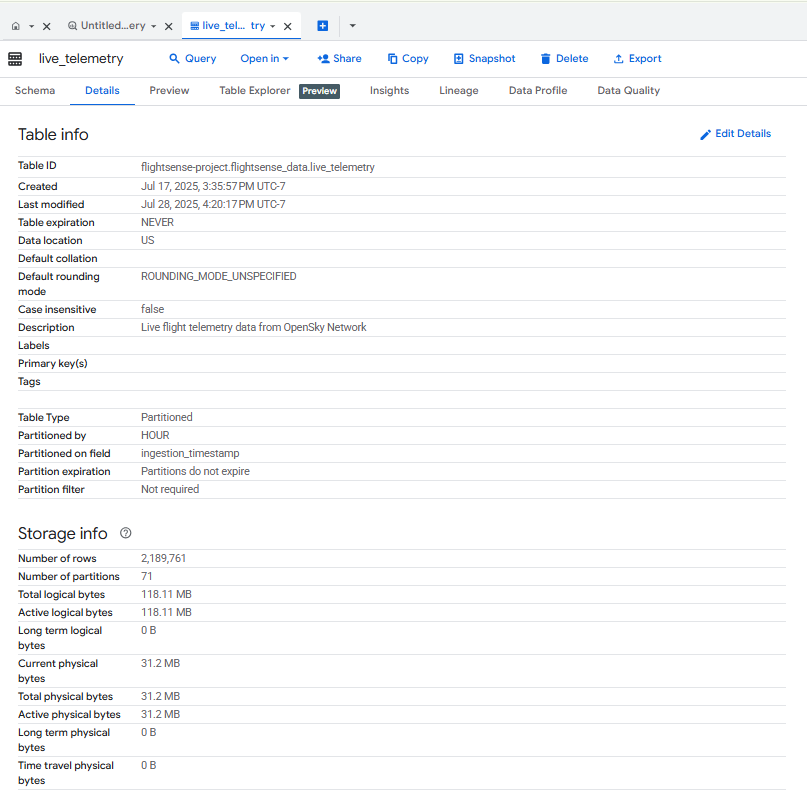 Untitled...ery
live_tel... try
live_telemetry
Query
Open in
Share
Copy
Snapshot
Delete
Export
Schema
Details
Preview
Table Explorer
Preview
Insights
Lineage
Data Profile
Data Quality
Table info
Edit Details
Table ID flightsense-project.flightsense_data.live_telemetry
Created Jul 17, 2025, 3:35:57 PM UTC-7
Last modified Jul 28, 2025, 4:20:17 PM UTC-7
Table expiration NEVER
Data location US
Default collation
Default rounding ROUNDING_MODE_UNSPECIFIED
mode
Case insensitive false
Description Live flight telemetry data from OpenSky Network
Labels
Primary key(s)
Tags
Table Type Partitioned
Partitioned by HOUR
Partitioned on field ingestion_timestamp
Partition expiration Partitions do not expire
Partition filter Not required
Storage info
Number of rows 2,189,761
Number of partitions 71
Total logical bytes 118.11 MB
Active logical bytes 118.11 MB
Long term logical 0 B
bytes
Current physical 31.2 MB
bytes
Total physical bytes 31.2 MB
Active physical bytes 31.2 MB
Long term physical 0 B
bytes
Time travel physical 0 B
bytes